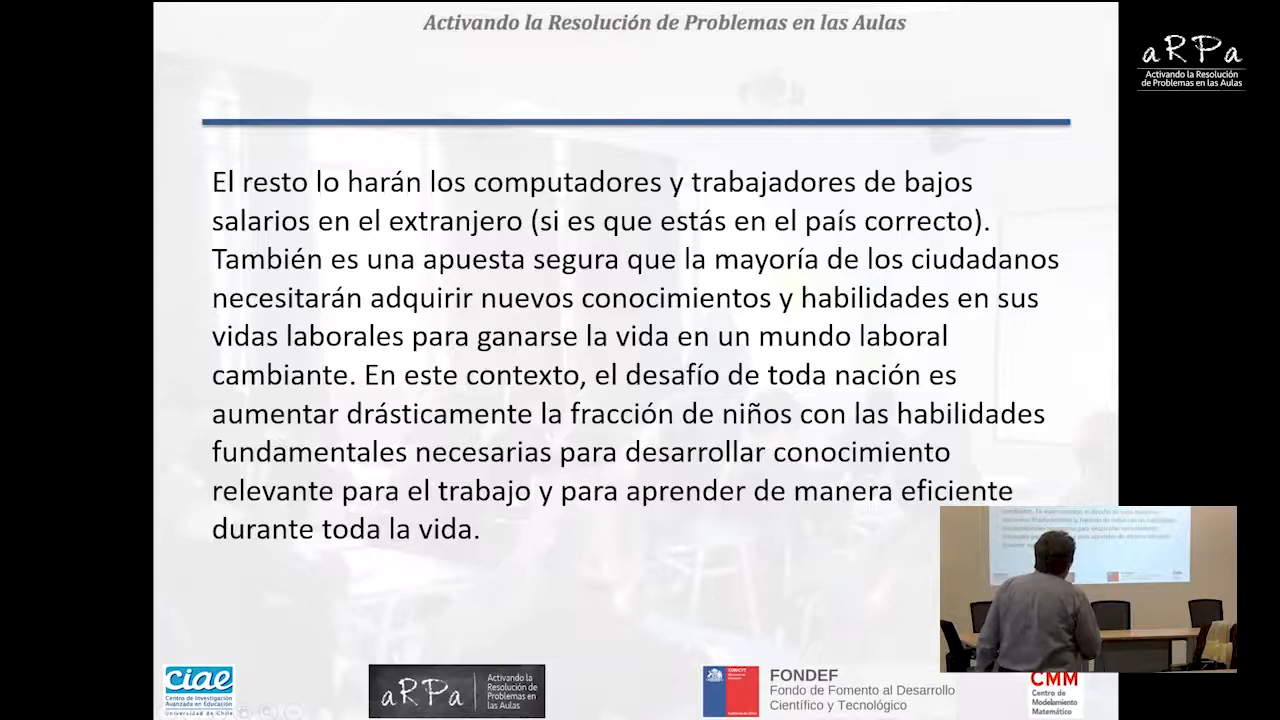 Activando la Resolución de Problemas en las Aulas
aRPa
Activando la Resolución
de Problemas en las Aulas
El resto lo harán los computadores y trabajadores de bajos
salarios en el extranjero (si es que estás en el país correcto).
También es una apuesta segura que la mayoría de los ciudadanos
necesitarán adquirir nuevos conocimientos y habilidades en sus
vidas laborales para ganarse la vida en un mundo laboral
cambiante. En este contexto, el desafío de toda nación es
aumentar drásticamente la fracción de niños con las habilidades
fundamentales necesarias para desarrollar conocimiento
relevante para el trabajo y para aprender de manera eficiente
durante toda la vida.
ciae
Centro de Investigación
Avanzada en Educación
Universidad de Chile
aRPa
Activando la
Resolución de
Problemas en
las Aulas
CONICYT
FONDEF
Fondo de Fomento al Desarrollo
Científico y Tecnológico
CMM
Centro de
Modelamiento
Matemático